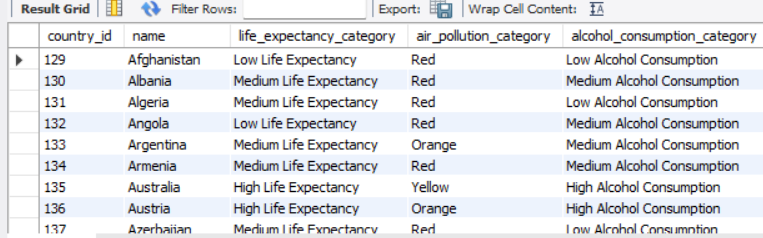 Result Grid Filter Rows: Export: Wrap Cell Content: IA
country_id name life_expectancy_category air_pollution_category alcohol_consumption_category
129 Afghanistan Low Life Expectancy Red Low Alcohol Consumption
130 Albania Medium Life Expectancy Red Medium Alcohol Consumption
131 Algeria Medium Life Expectancy Red Low Alcohol Consumption
132 Angola Low Life Expectancy Red Medium Alcohol Consumption
133 Argentina Medium Life Expectancy Orange Medium Alcohol Consumption
134 Armenia Medium Life Expectancy Red Medium Alcohol Consumption
135 Australia High Life Expectancy Yellow High Alcohol Consumption
136 Austria High Life Expectancy Orange High Alcohol Consumption
137 Azerbaijan Medium Life Expectancy Red Low Alcohol Consumption